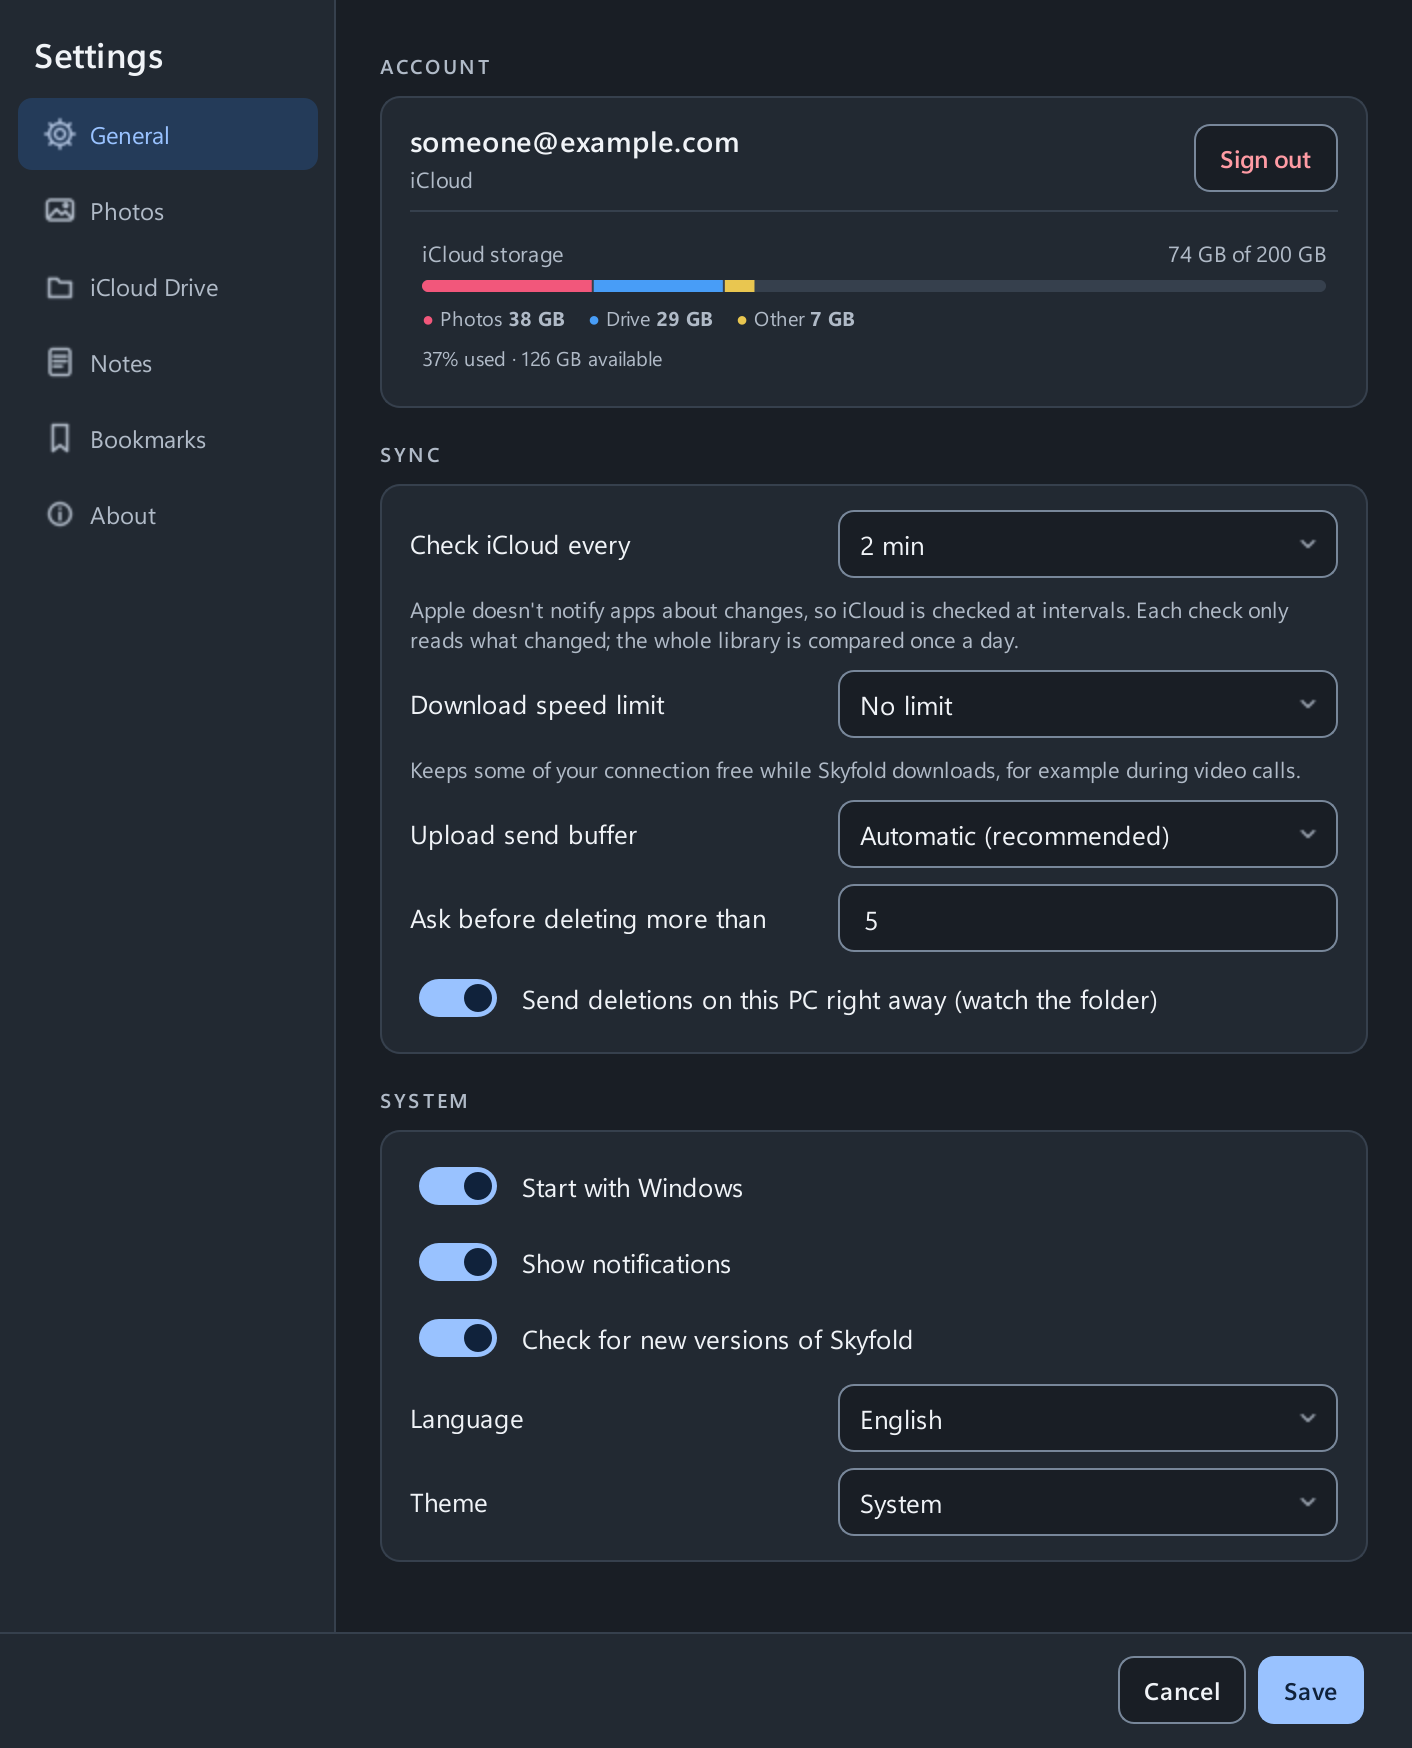 Settings
General
Photos
iCloud Drive
Notes
Bookmarks
About
ACCOUNT
someone@example.com
iCloud
Sign out
iCloud storage
74 GB of 200 GB
Photos 38 GB
Drive 29 GB
Other 7 GB
37% used · 126 GB available
SYNC
Check iCloud every
2 min
Apple doesn't notify apps about changes, so iCloud is checked at intervals. Each check only
reads what changed; the whole library is compared once a day.
Download speed limit
No limit
Keeps some of your connection free while Skyfold downloads, for example during video calls.
Upload send buffer
Automatic (recommended)
Ask before deleting more than
5
Send deletions on this PC right away (watch the folder)
SYSTEM
Start with Windows
Show notifications
Check for new versions of Skyfold
Language
English
Theme
System
Cancel
Save